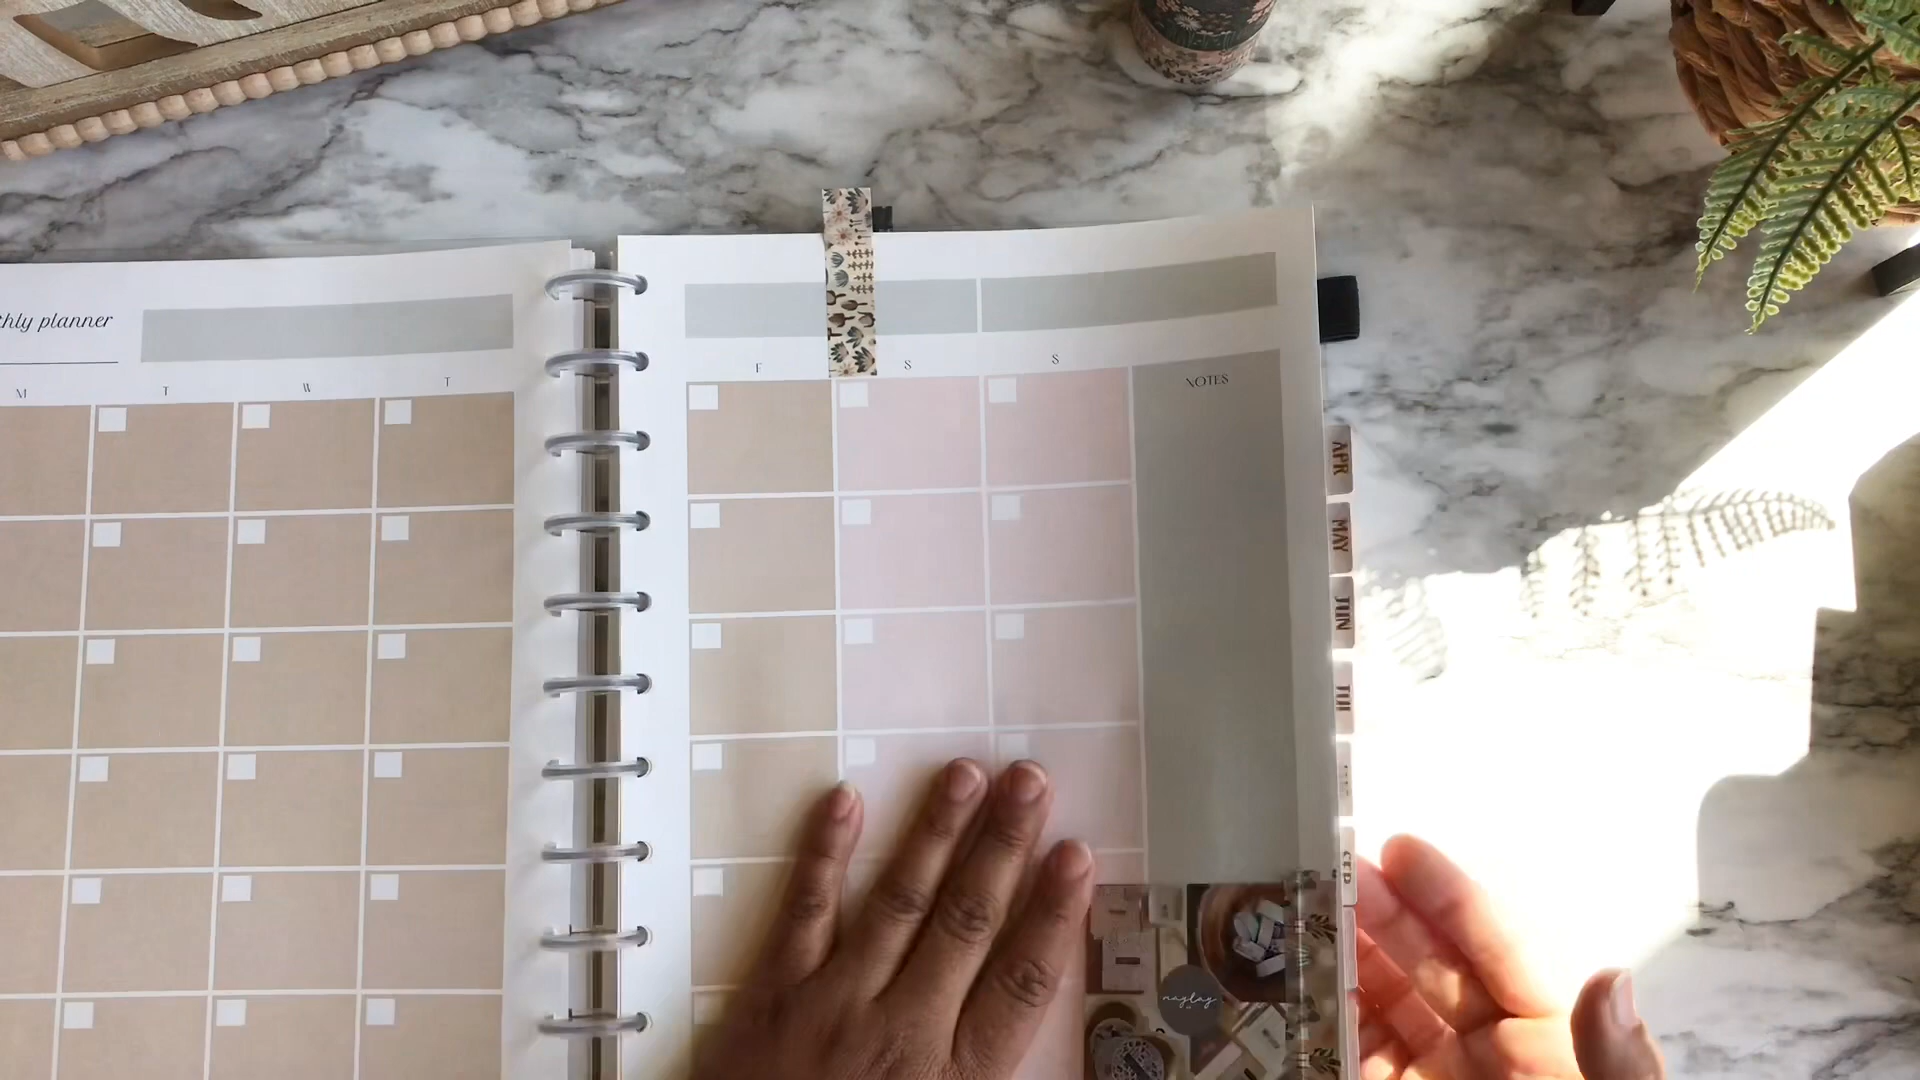 thly planner
M T W T
F S S
NOTES
APR
MAY
JUN
JUL